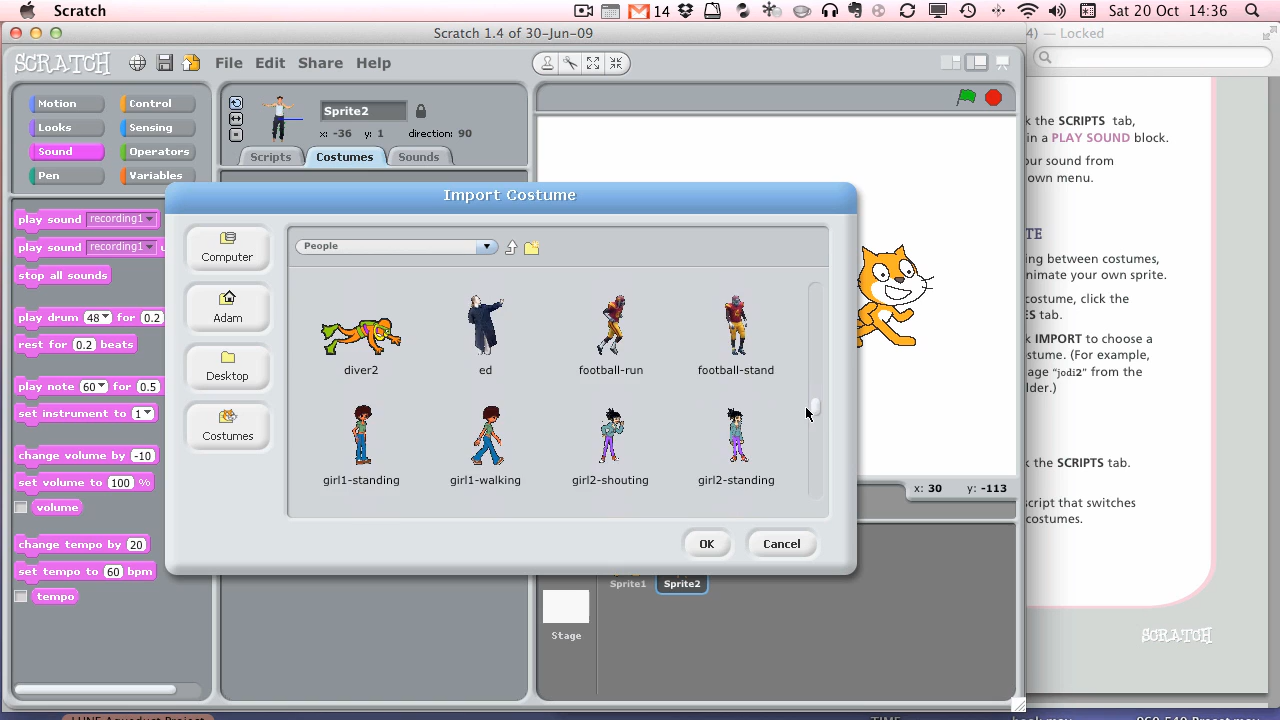 Scratch
14
Sat 20 Oct 14:36
Scratch 1.4 of 30-Jun-09
4) — Locked
SCRATCH
File Edit Share Help
Motion Control
Looks Sensing
Sound Operators
Pen Variables
Sprite2
x: -36 y: 1 direction: 90
Scripts Costumes Sounds
play sound recording1
play sound recording1
stop all sounds
play drum 48 for 0.2
rest for 0.2 beats
play note 60 for 0.5
set instrument to 1
change volume by -10
set volume to 100 %
volume
change tempo by 20
set tempo to 60 bpm
tempo
Import Costume
Computer
Adam
Desktop
Costumes
People
diver2 ed football-run football-stand
girl1-standing girl1-walking girl2-shouting girl2-standing
OK Cancel
x: 30 y: -113
Sprite1 Sprite2
Stage
k the SCRIPTS tab,
in a PLAY SOUND block.
our sound from
own menu.
TE
ing between costumes,
nimate your own sprite.
costume, click the
ES tab.
k IMPORT to choose a
stume. (For example,
age "jodi2" from the
lder.)
k the SCRIPTS tab.
script that switches
costumes.
SCRATCH